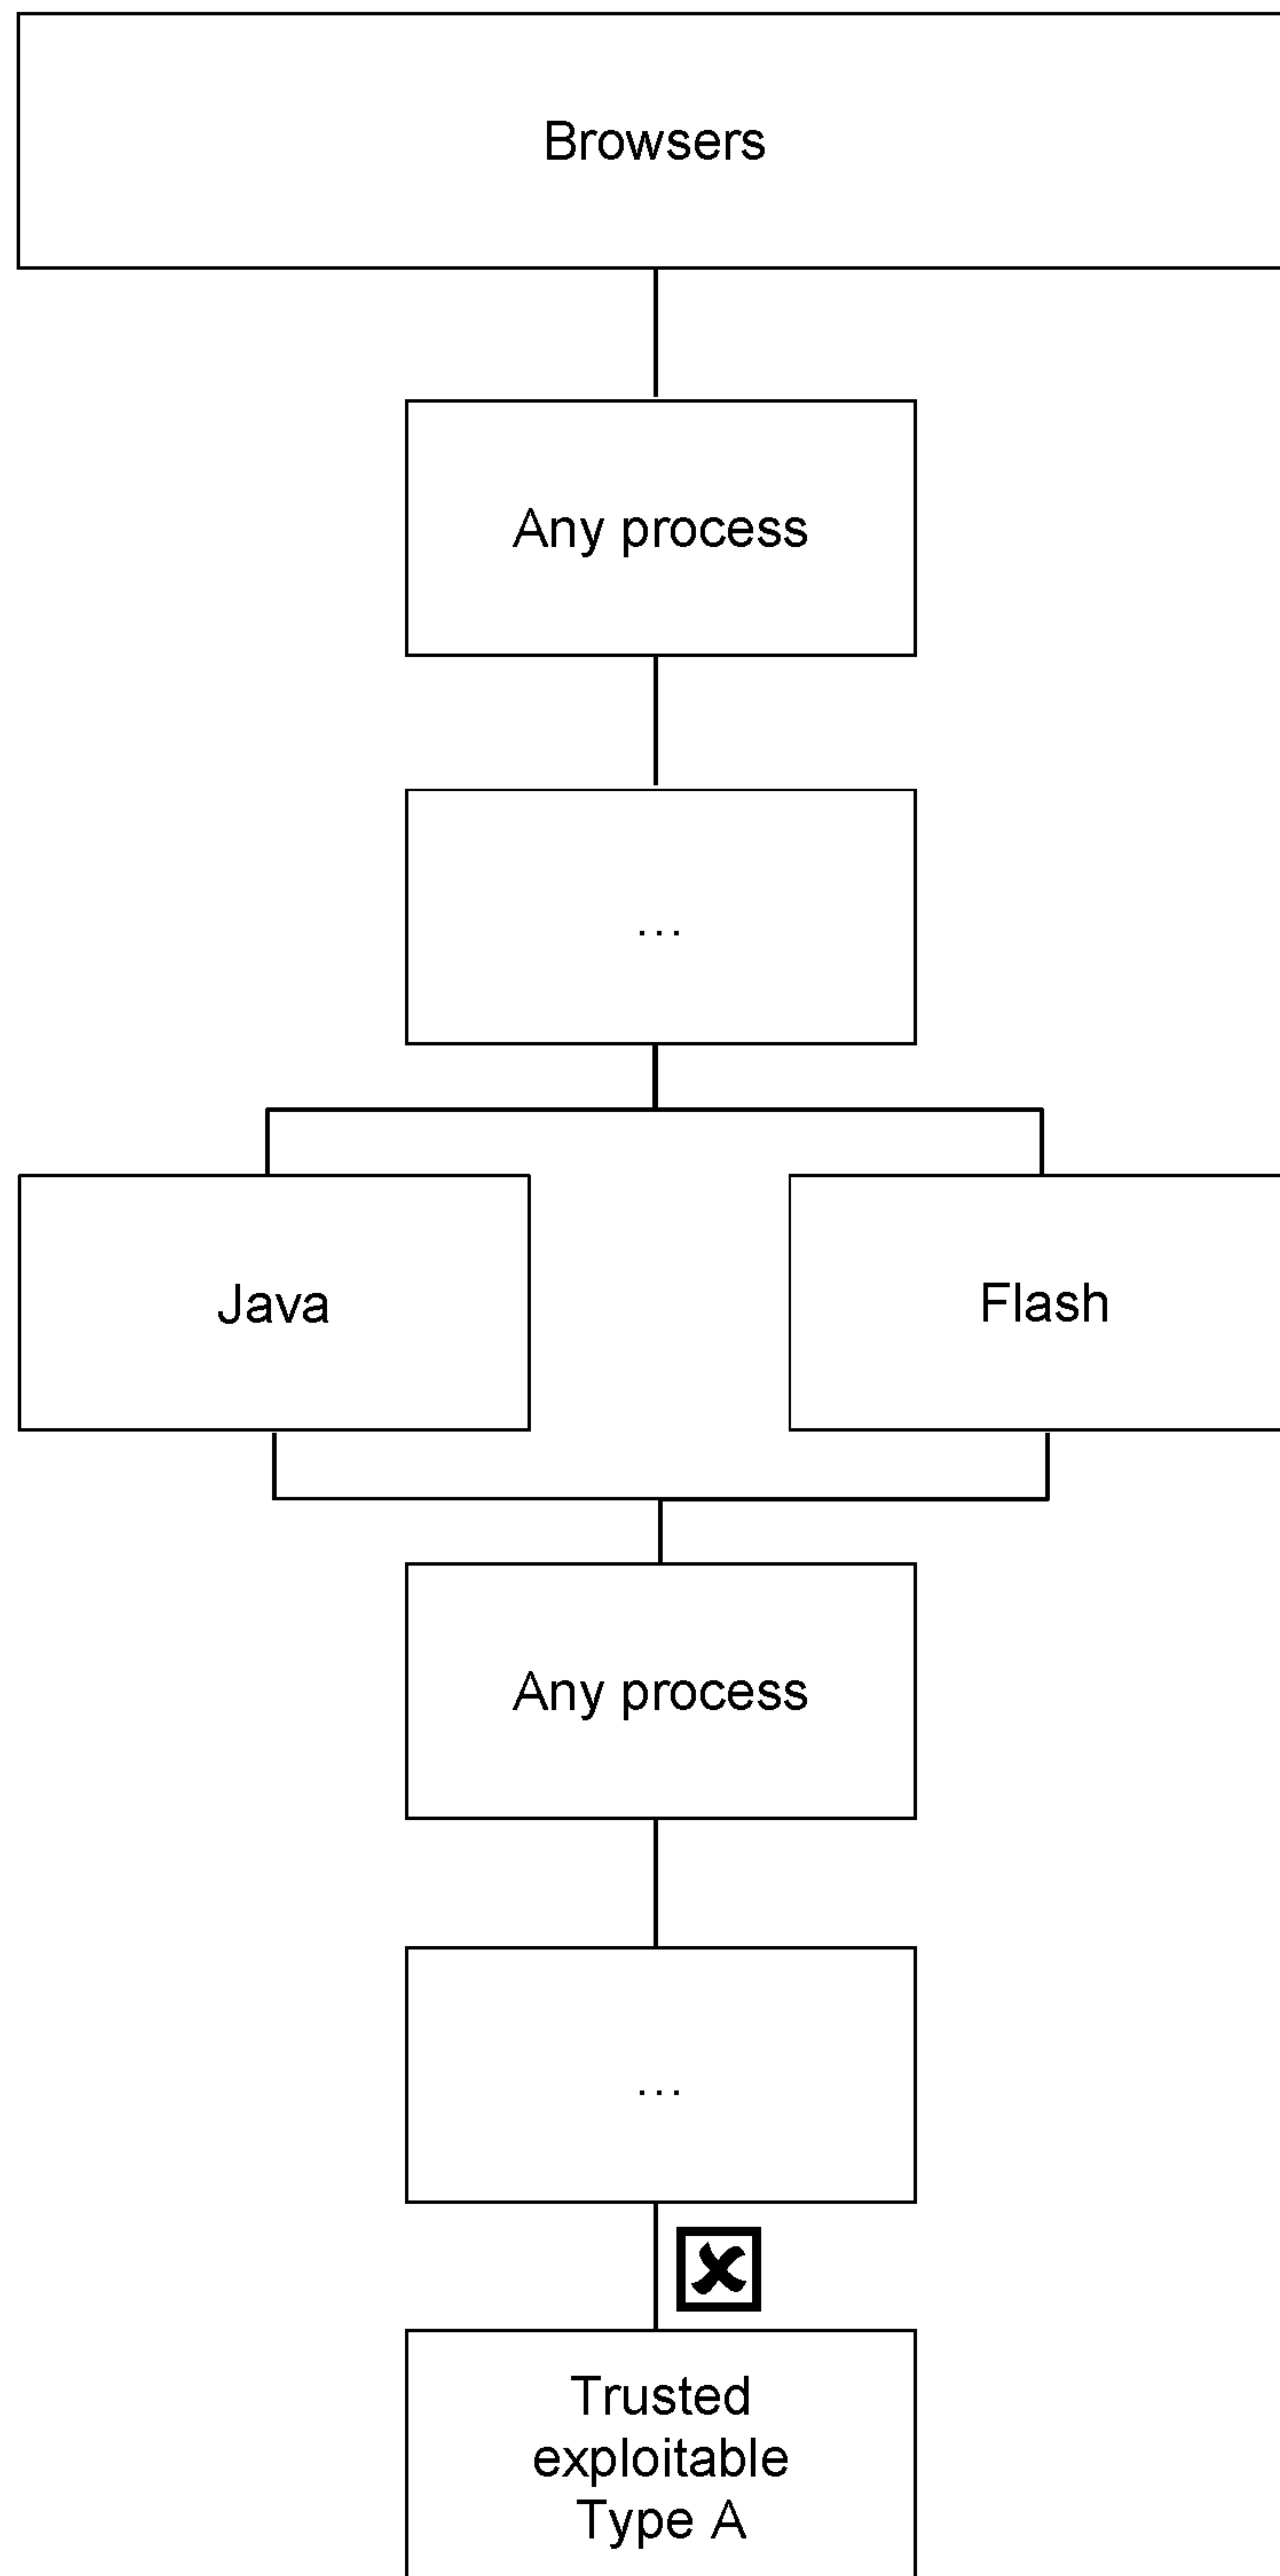 Browsers
Any process
...
Java
Flash
Any process
...
Trusted
exploitable
Type A